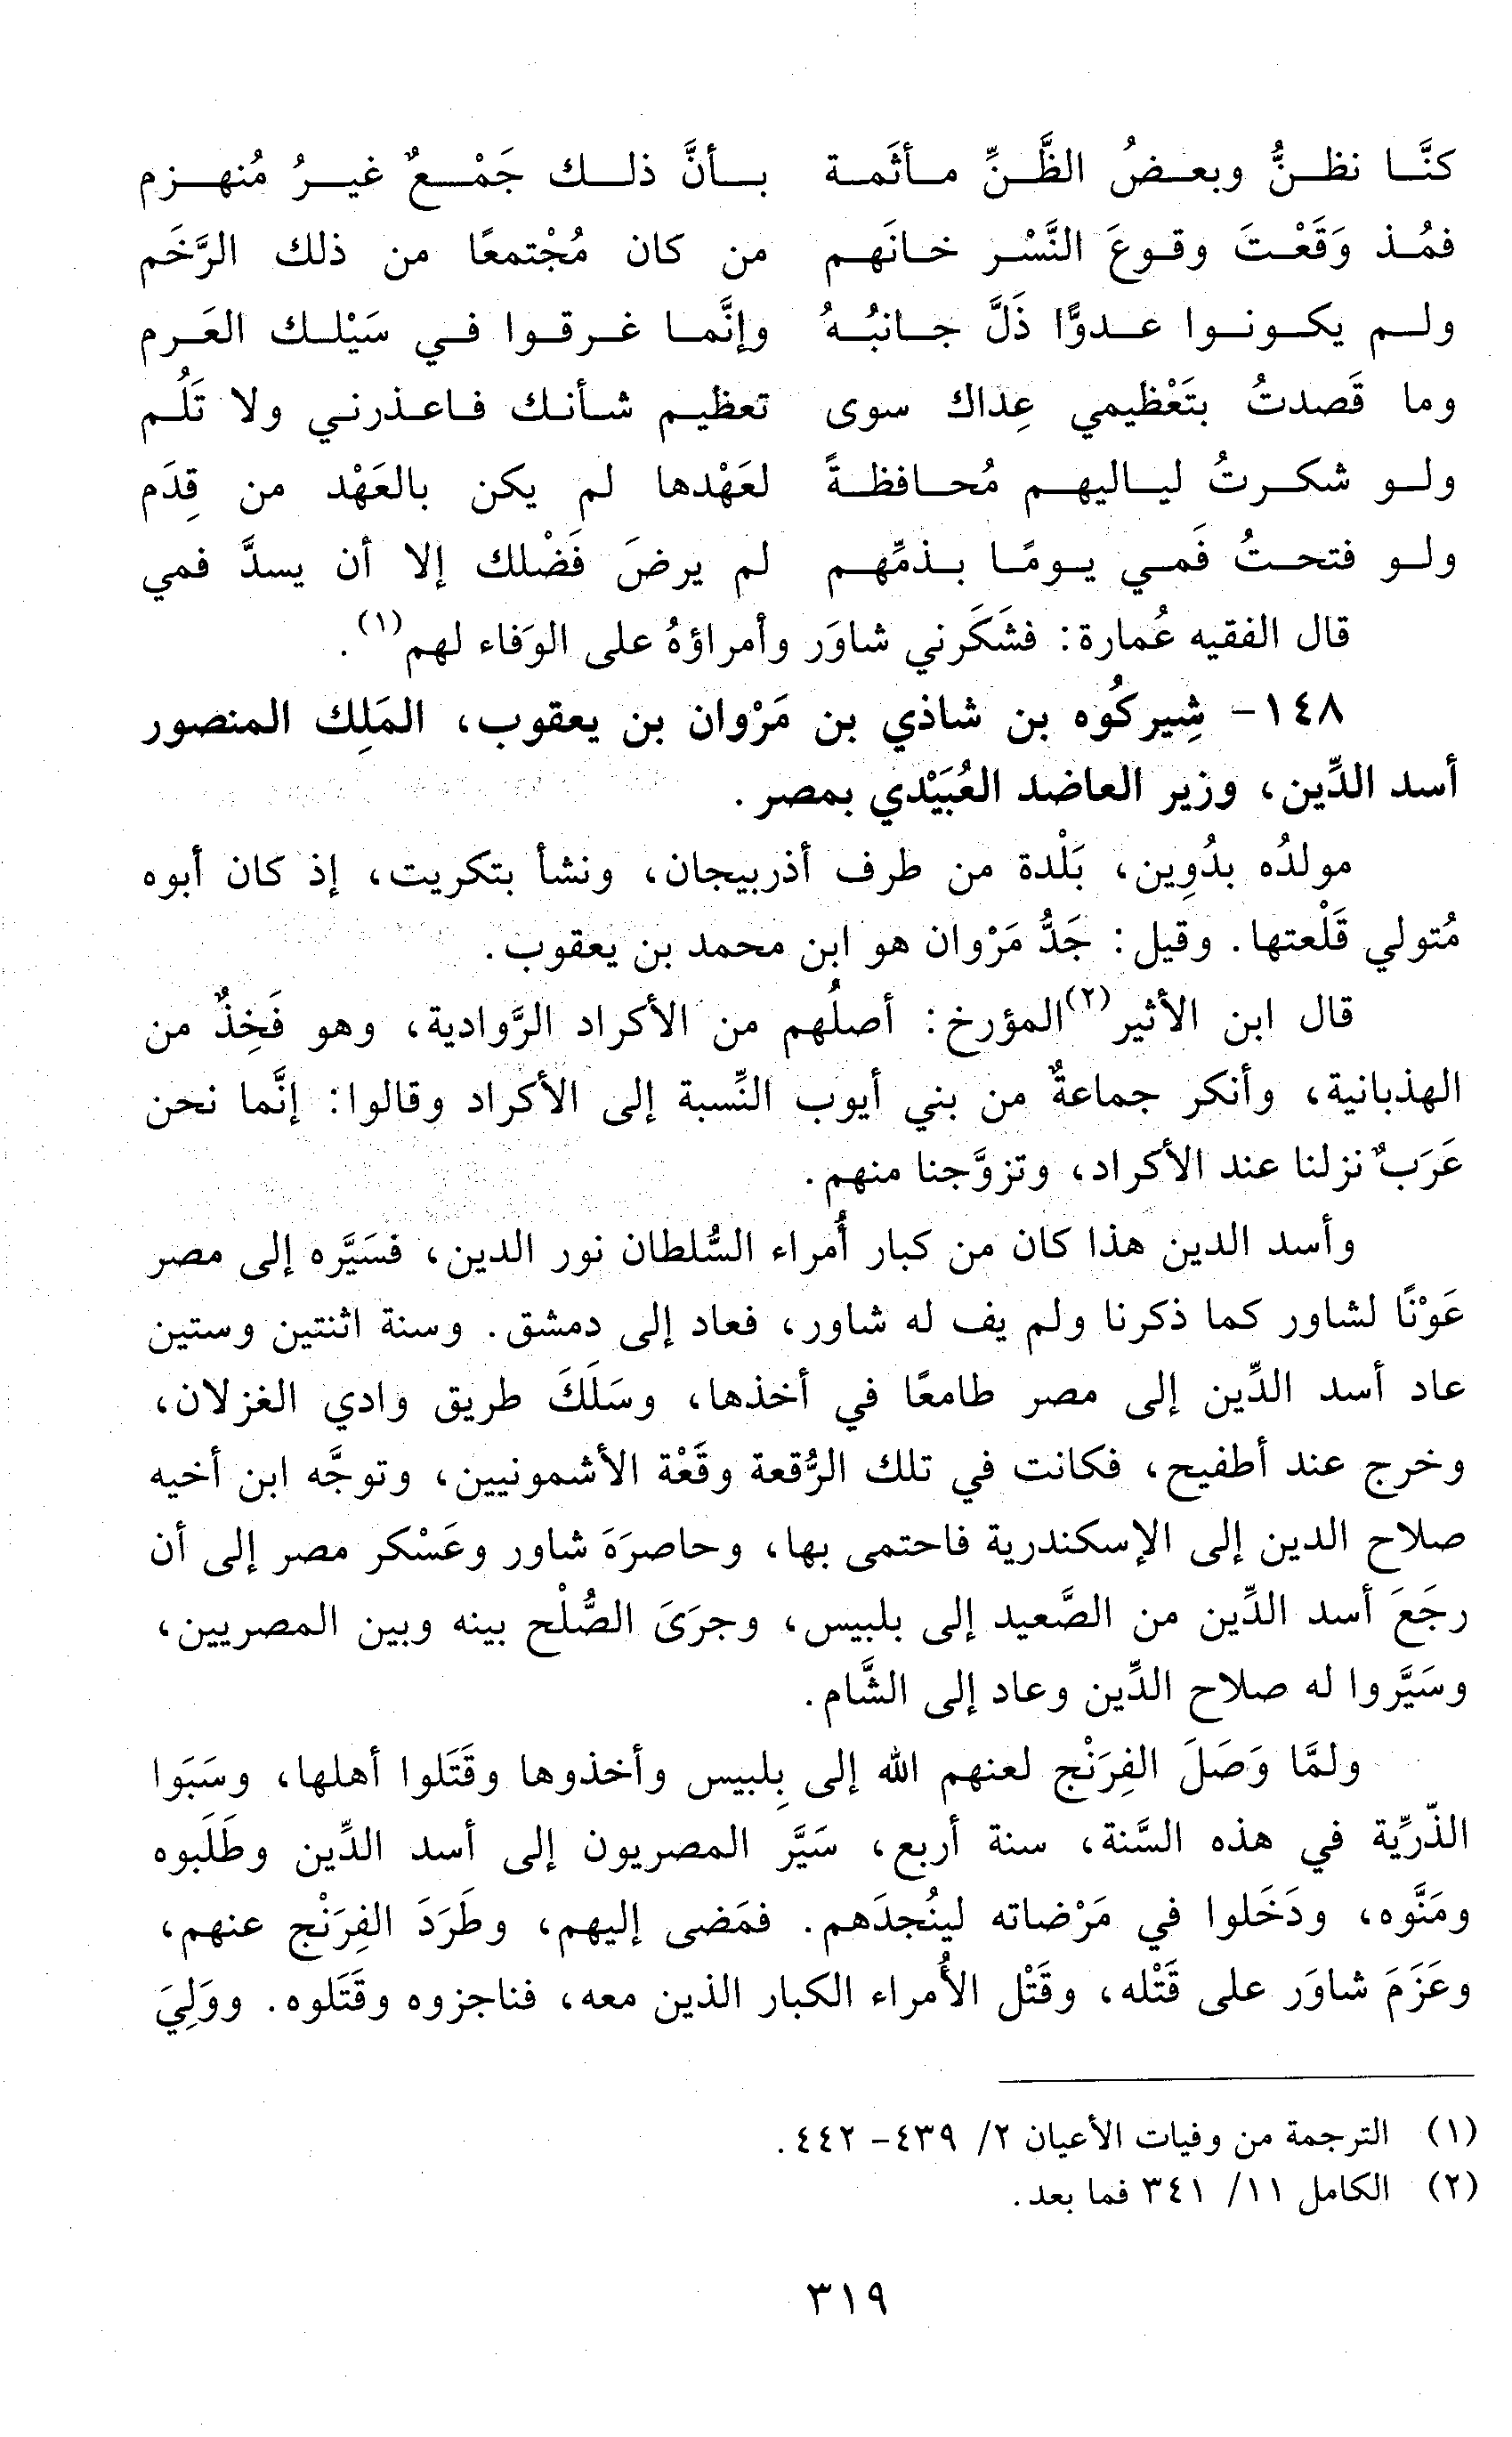 كنَّا نظنُّ وبعضُ الظَّنِّ مأثَمة بأنَّ ذلك جَمْعٌ غيرُ مُنهزم
فمُذ وَقَعْتَ وقوعَ النَّسْر خانَهم من كان مُجْتمعًا من ذلك الرَّخَم
ولم يكونوا عدوًّا ذَلَّ جانبُهُ وإنَّما غرقوا في سَيْلك العَرم
وما قَصدتُ بتَعْظيمي عِداك سوى تعظيم شأنك فاعذرني ولا تَلُم
ولو شكرتُ لياليهم مُحافظةً لعَهْدها لم يكن بالعَهْد من قِدَم
ولو فتحتُ فَمي يومًا بذمِّهم لم يرضَ فَضْلك إلا أن يسدَّ فمي
قال الفقيه عُمارة: فشَكَرني شاوَر وأمراؤهُ على الوَفاء لهم(١).
١٤٨- شِيركُوه بن شاذي بن مَرْوان بن يعقوب، المَلِك المنصور
أسد الدِّين، وزير العاضد العُبَيْدي بمصر.
مولدُه بدُوِين، بَلْدة من طرف أذربيجان، ونشأ بتكريت، إذ كان أبوه
مُتولي قَلْعتها. وقيل: جَدُّ مَرْوان هو ابن محمد بن يعقوب.
قال ابن الأثير(٢) المؤرخ: أصلُهم من الأكراد الرَّوادية، وهو فَخِذٌ من
الهذبانية، وأنكر جماعةٌ من بني أيوب النِّسبة إلى الأكراد وقالوا: إنَّما نحن
عَرَبٌ نزلنا عند الأكراد، وتزوَّجنا منهم.
وأسد الدين هذا كان من كبار أُمراء السُّلطان نور الدين، فسَيَّره إلى مصر
عَوْنًا لشاور كما ذكرنا ولم يف له شاور، فعاد إلى دمشق. وسنة اثنتين وستين
عاد أسد الدِّين إلى مصر طامعًا في أخذها، وسَلَكَ طريق وادي الغزلان،
وخرج عند أطفيح، فكانت في تلك الرُّقعة وقَعْة الأشمونيين، وتوجَّه ابن أخيه
صلاح الدين إلى الإسكندرية فاحتمى بها، وحاصرَهَ شاور وعَسْكر مصر إلى أن
رجَعَ أسد الدِّين من الصَّعيد إلى بلبيس، وجرَىَ الصُّلْح بينه وبين المصريين،
وسَيَّروا له صلاح الدِّين وعاد إلى الشَّام.
ولمَّا وَصَلَ الفِرَنْج لعنهم الله إلى بِلبيس وأخذوها وقَتَلوا أهلها، وسَبَوا
الذّرِّية في هذه السَّنة، سنة أربع، سَيَّر المصريون إلى أسد الدِّين وطَلَبوه
ومَنَّوه، ودَخَلوا في مَرْضاته لينُجدَهم. فمَضى إليهم، وطَرَدَ الفِرَنْج عنهم،
وعَزَمَ شاوَر على قَتْله، وقَتْل الأُمراء الكبار الذين معه، فناجزوه وقَتَلوه. ووَلِيَ
(١) الترجمة من وفيات الأعيان ٢/ ٤٣٩- ٤٤٢.
(٢) الكامل ١١/ ٣٤١ فما بعد.
٣١٩